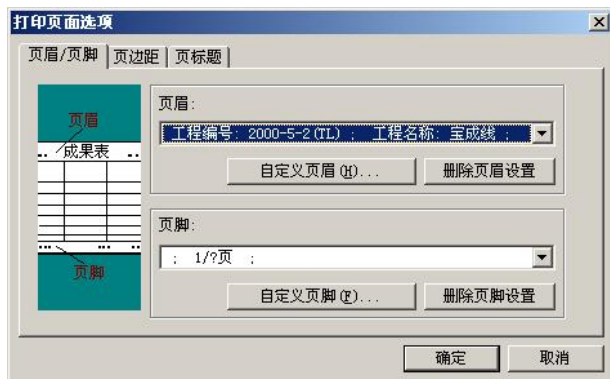 打印页面选项
页眉/页脚 页边距 页标题
页眉
成果表
页脚
页眉:
工程编号: 2000-5-2(TL) ; 工程名称: 宝成线 ;
自定义页眉(H)... 删除页眉设置
页脚:
; 1/?页 ;
自定义页脚(F)... 删除页脚设置
确定 取消